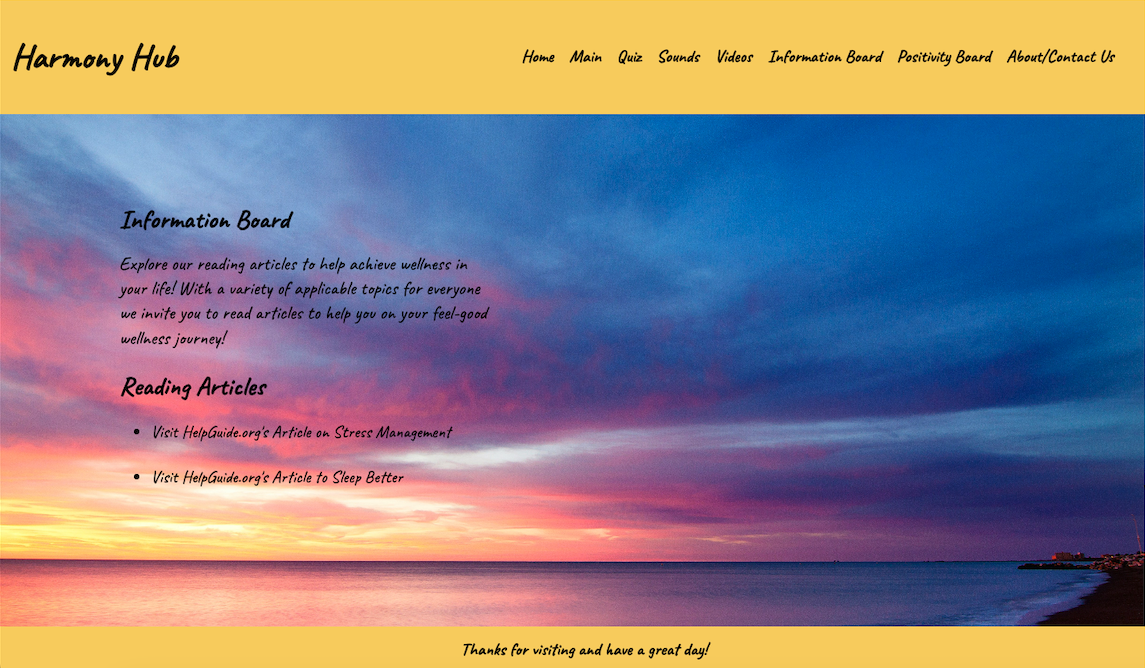 Harmony Hub
Home Main Quiz Sounds Videos Information Board Positivity Board About/Contact Us
Information Board
Explore our reading articles to help achieve wellness in
your life! With a variety of applicable topics for everyone
we invite you to read articles to help you on your feel-good
wellness journey!
Reading Articles
• Visit HelpGuide.org's Article on Stress Management
• Visit HelpGuide.org's Article to Sleep Better
Thanks for visiting and have a great day!